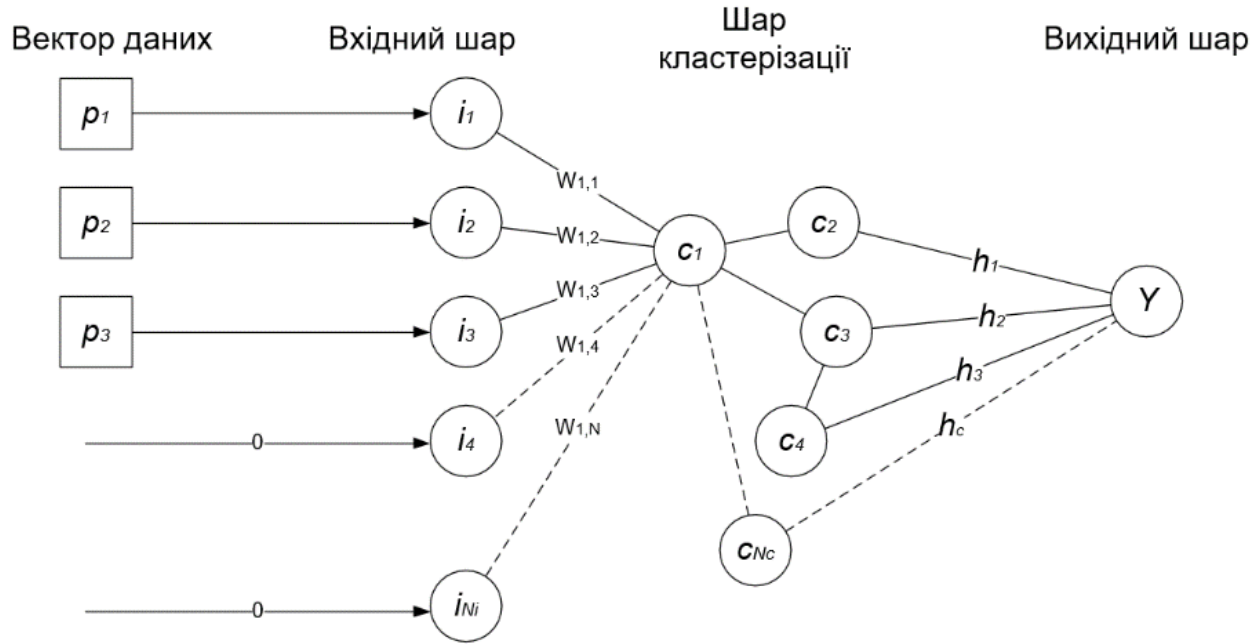 Вектор даних
Вхідний шар
Шар
кластерізації
Вихідний шар
p1
i1
W1,1
p2
i2
W1,2
c1
c2
h1
p3
i3
W1,3
c3
h2
Y
W1,4
h3
0
i4
W1,N
c4
hc
cNc
0
iNi